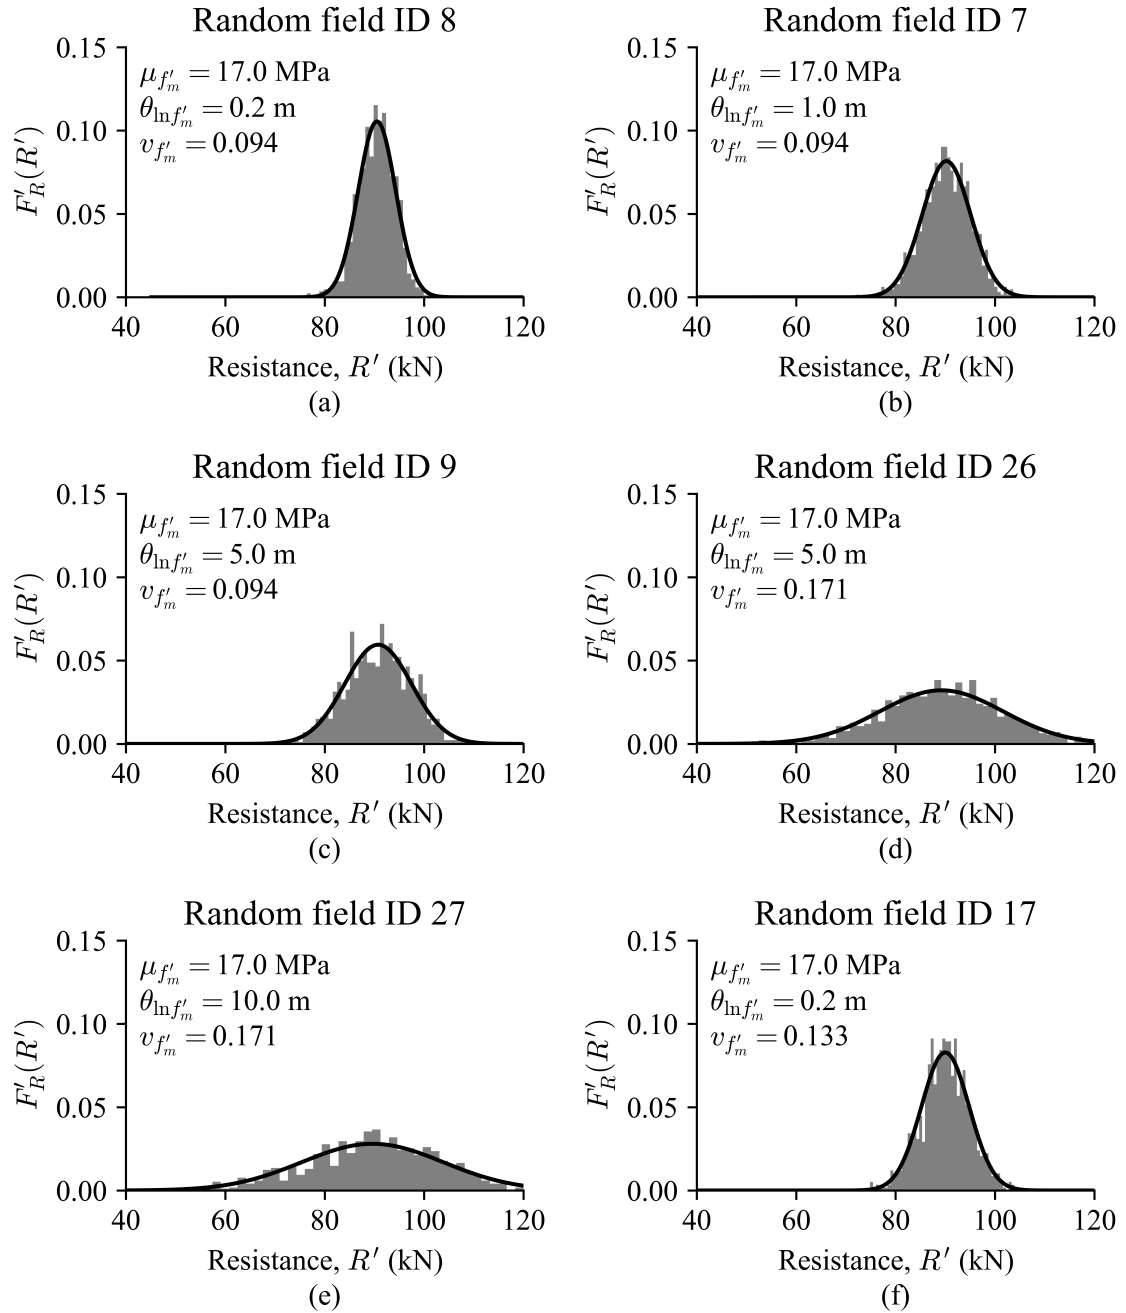 Random field ID 8
μ_{f′_m} = 17.0 MPa
θ_{ln f′_m} = 0.2 m
v_{f′_m} = 0.094
F′_R(R′)
0.15
0.10
0.05
0.00
40 60 80 100 120
Resistance, R′ (kN)
(a)
Random field ID 7
μ_{f′_m} = 17.0 MPa
θ_{ln f′_m} = 1.0 m
v_{f′_m} = 0.094
F′_R(R′)
0.15
0.10
0.05
0.00
40 60 80 100 120
Resistance, R′ (kN)
(b)
Random field ID 9
μ_{f′_m} = 17.0 MPa
θ_{ln f′_m} = 5.0 m
v_{f′_m} = 0.094
F′_R(R′)
0.15
0.10
0.05
0.00
40 60 80 100 120
Resistance, R′ (kN)
(c)
Random field ID 26
μ_{f′_m} = 17.0 MPa
θ_{ln f′_m} = 5.0 m
v_{f′_m} = 0.171
F′_R(R′)
0.15
0.10
0.05
0.00
40 60 80 100 120
Resistance, R′ (kN)
(d)
Random field ID 27
μ_{f′_m} = 17.0 MPa
θ_{ln f′_m} = 10.0 m
v_{f′_m} = 0.171
F′_R(R′)
0.15
0.10
0.05
0.00
40 60 80 100 120
Resistance, R′ (kN)
(e)
Random field ID 17
μ_{f′_m} = 17.0 MPa
θ_{ln f′_m} = 0.2 m
v_{f′_m} = 0.133
F′_R(R′)
0.15
0.10
0.05
0.00
40 60 80 100 120
Resistance, R′ (kN)
(f)